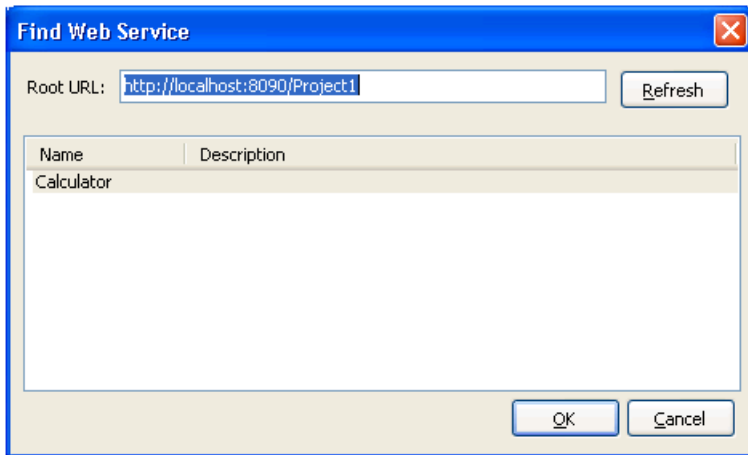 Find Web Service
Root URL: http://localhost:8090/Project1 Refresh
Name Description
Calculator
OK Cancel